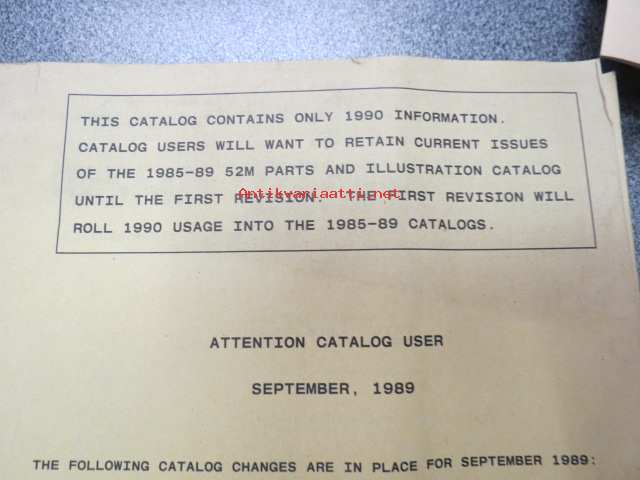 THIS CATALOG CONTAINS ONLY 1990 INFORMATION.
CATALOG USERS WILL WANT TO RETAIN CURRENT ISSUES
OF THE 1985-89 52M PARTS AND ILLUSTRATION CATALOG
Antikvariaatti.net
UNTIL THE FIRST REVISION. THE FIRST REVISION WILL
ROLL 1990 USAGE INTO THE 1985-89 CATALOGS.
ATTENTION CATALOG USER
SEPTEMBER, 1989
THE FOLLOWING CATALOG CHANGES ARE IN PLACE FOR SEPTEMBER 1989: